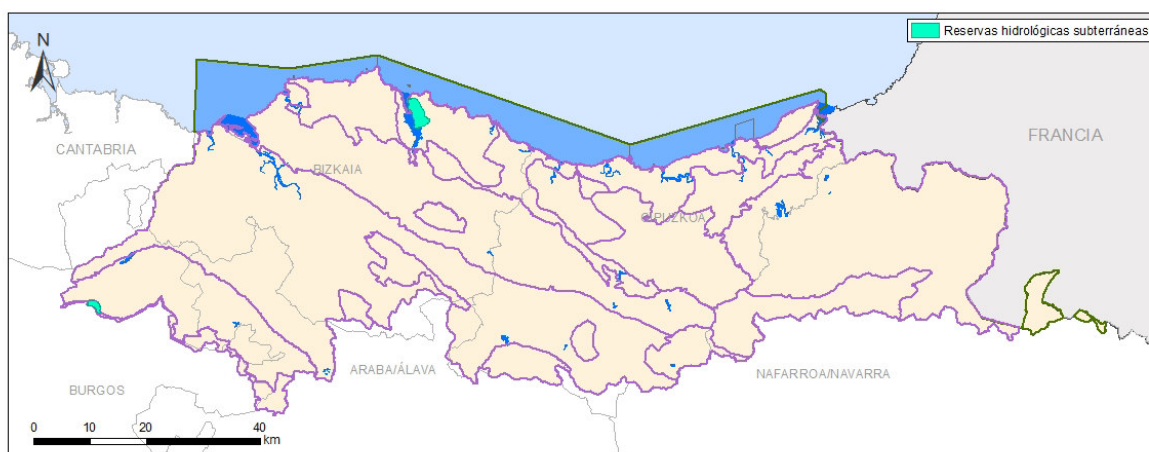 Reservas hidrológicas subterráneas
N
FRANCIA
CANTABRIA
BIZKAIA
GIPUZKOA
ARABA/ÁLAVA
NAFARROA/NAVARRA
BURGOS
0 10 20 40
km